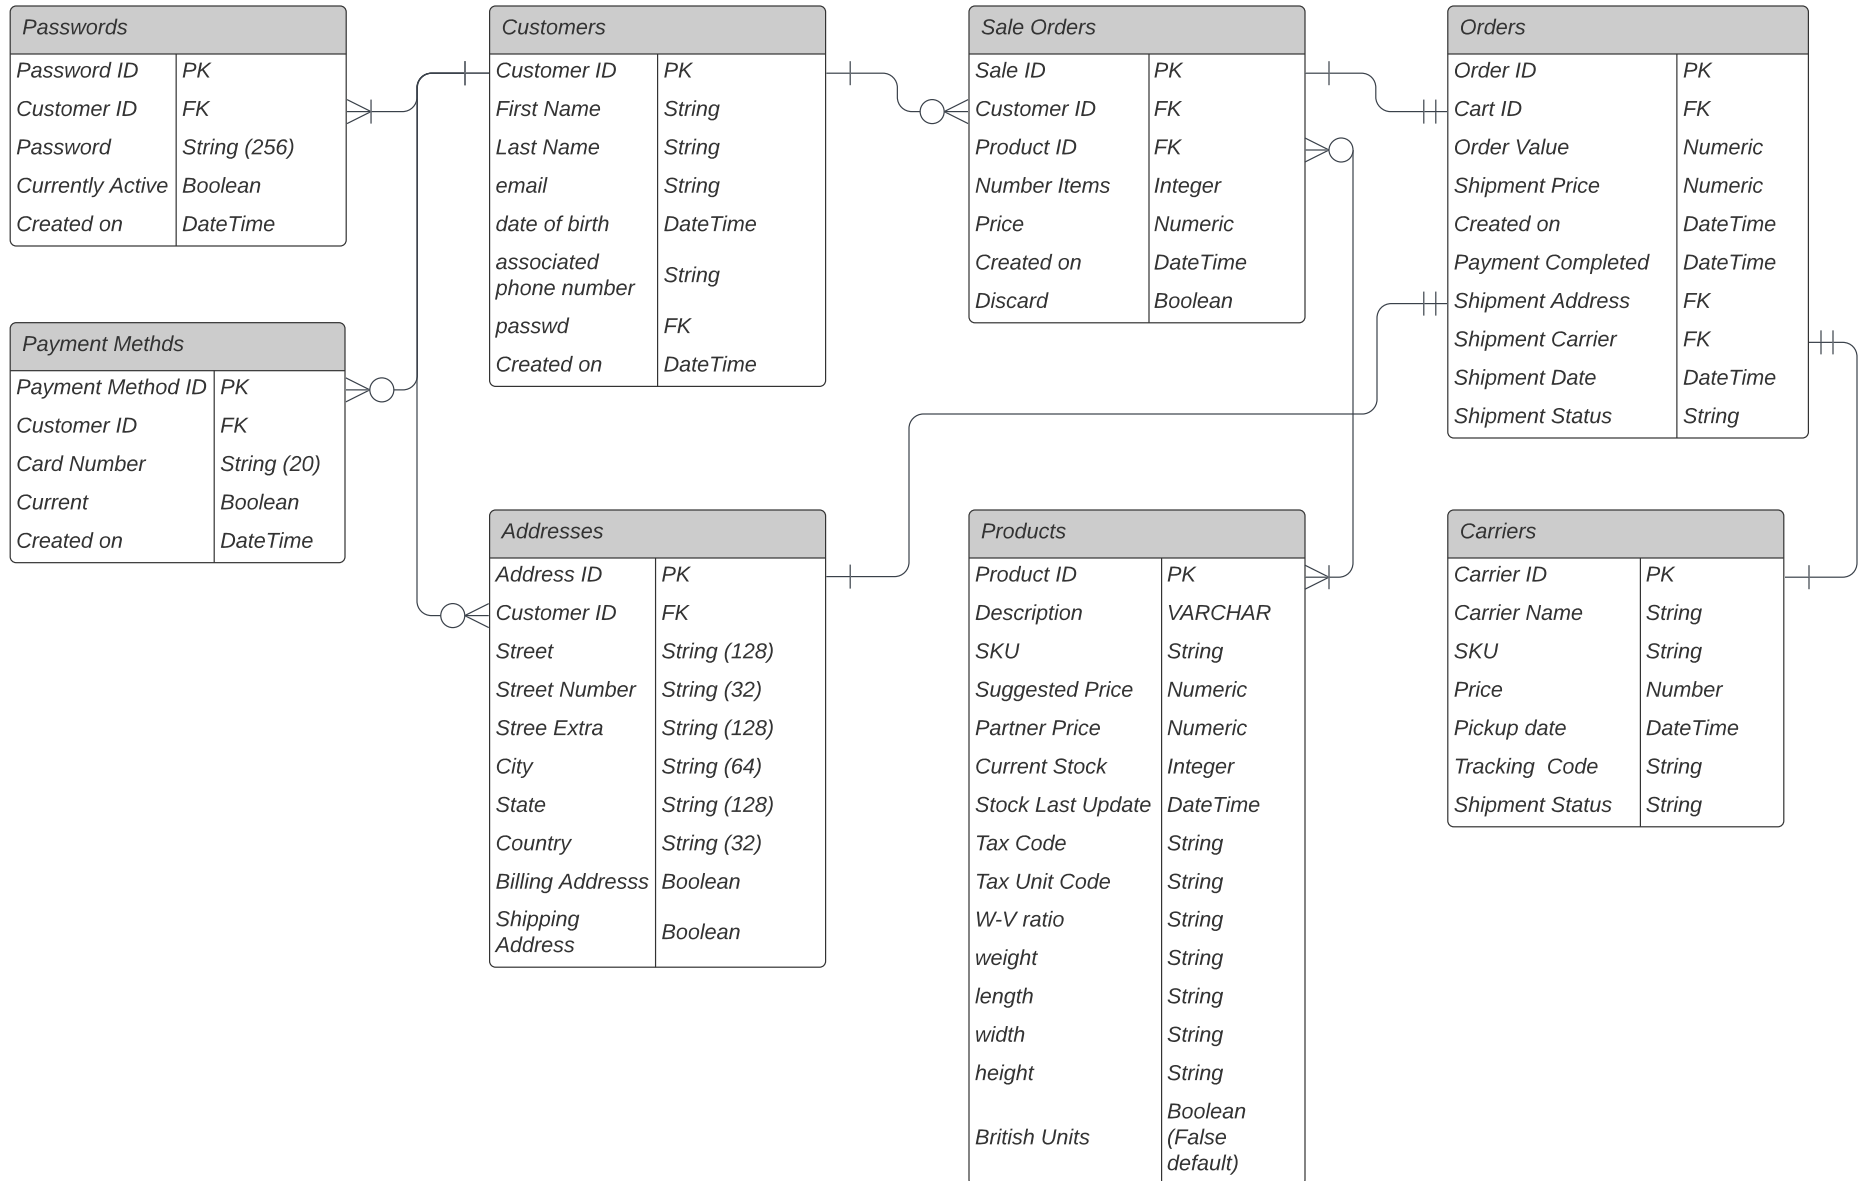 Passwords
Password ID PK
Customer ID FK
Password String (256)
Currently Active Boolean
Created on DateTime
Payment Methds
Payment Method ID PK
Customer ID FK
Card Number String (20)
Current Boolean
Created on DateTime
Customers
Customer ID PK
First Name String
Last Name String
email String
date of birth DateTime
associated
phone number String
passwd FK
Created on DateTime
Addresses
Address ID PK
Customer ID FK
Street String (128)
Street Number String (32)
Stree Extra String (128)
City String (64)
State String (128)
Country String (32)
Billing Addresss Boolean
Shipping
Address Boolean
Sale Orders
Sale ID PK
Customer ID FK
Product ID FK
Number Items Integer
Price Numeric
Created on DateTime
Discard Boolean
Products
Product ID PK
Description VARCHAR
SKU String
Suggested Price Numeric
Partner Price Numeric
Current Stock Integer
Stock Last Update DateTime
Tax Code String
Tax Unit Code String
W-V ratio String
weight String
length String
width String
height String
British Units Boolean
(False
default)
Orders
Order ID PK
Cart ID FK
Order Value Numeric
Shipment Price Numeric
Created on DateTime
Payment Completed DateTime
Shipment Address FK
Shipment Carrier FK
Shipment Date DateTime
Shipment Status String
Carriers
Carrier ID PK
Carrier Name String
SKU String
Price Number
Pickup date DateTime
Tracking  Code String
Shipment Status String